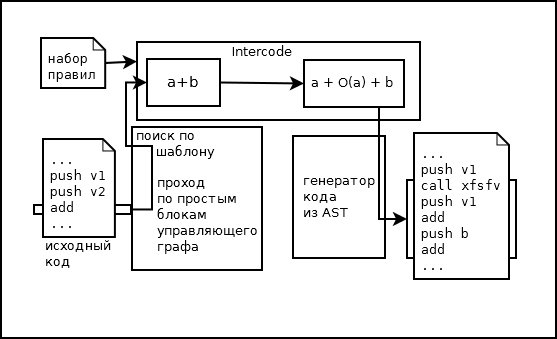 набор
правил
Intercode
a+b
a + O(a) + b
...
push v1
push v2
add
...
исходный
код
поиск по
шаблону
проход
по простым
блокам
управляющего
графа
генератор
кода
из AST
...
push v1
call xfsfv
push v1
add
push b
add
...